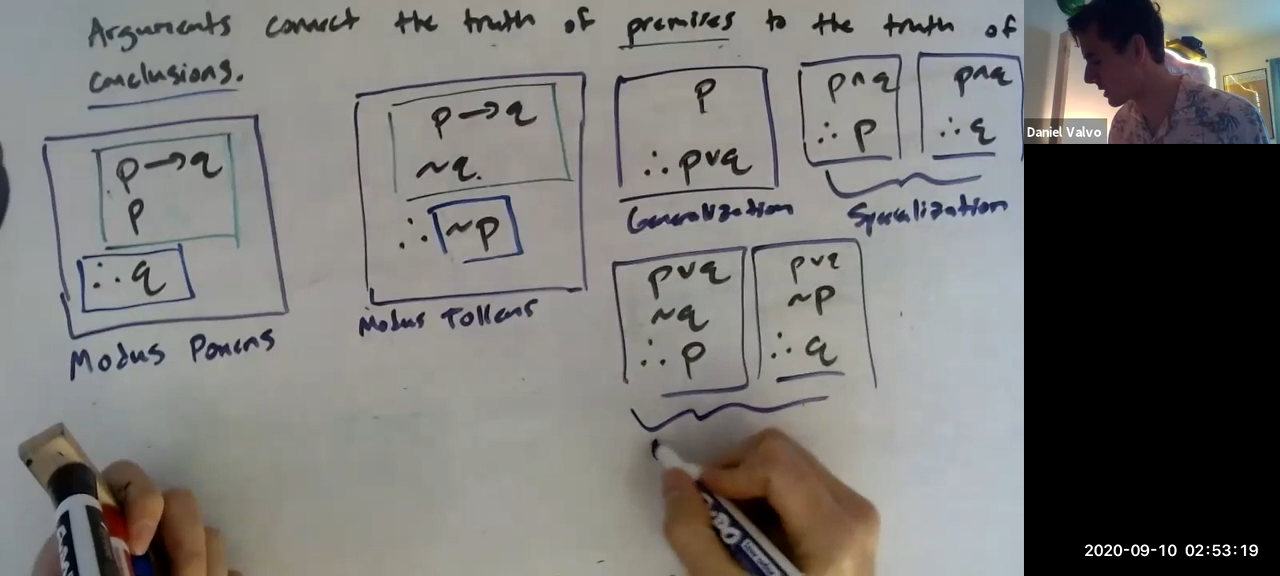 Arguments connect the truth of premises to the truth of
conclusions.
p → q
p
∴ q
Modus Ponens
p → q
~q
∴ ~p
Modus Tollens
p
∴ p ∨ q
Generalization
p ∧ q
∴ p
p ∧ q
∴ q
Specialization
p ∨ q
~q
∴ p
p ∨ q
~p
∴ q
Daniel Valvo
2020-09-10 02:53:19